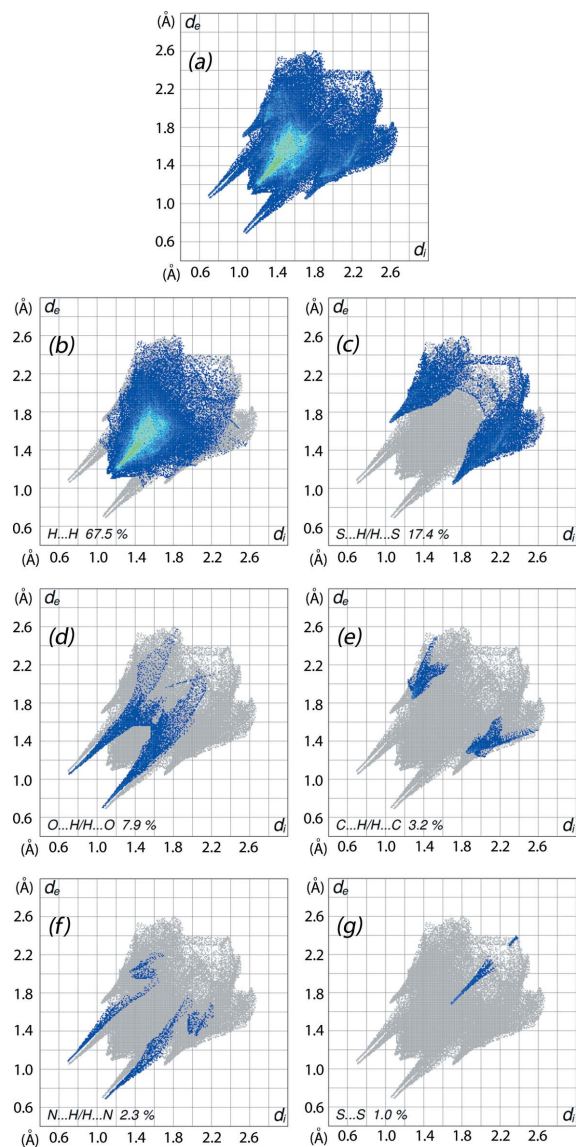 (Å) de
2.6
(a)
2.2
1.8
1.4
1.0
0.6
di
(Å) 0.6 1.0 1.4 1.8 2.2 2.6
(Å) de (Å) de
2.6 2.6
(b) (c)
2.2 2.2
1.8 1.8
1.4 1.4
1.0 1.0
0.6 H...H 67.5 % di 0.6 S...H/H...S 17.4 % di
(Å) 0.6 1.0 1.4 1.8 2.2 (Å) 0.6 1.0 1.4 1.8 2.2 2.6
(Å) de (Å) de
2.6 2.6
(d) (e)
2.2 2.2
1.8 1.8
1.4 1.4
1.0 1.0
0.6 O...H/H...O 7.9 % di 0.6 C...H/H...C 3.2 % di
(Å) 0.6 1.0 1.4 1.8 2.2 2.6 (Å) 0.6 1.0 1.4 1.8 2.2 2.6
(Å) de (Å) de
2.6 2.6
(f) (g)
2.2 2.2
1.8 1.8
1.4 1.4
1.0 1.0
0.6 N...H/H...N 2.3 % di 0.6 S...S 1.0 % di
(Å) 0.6 1.0 1.4 1.8 2.2 2.6 (Å) 0.6 1.0 1.4 1.8 2.2 2.6